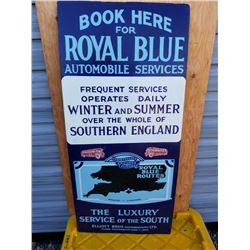 BOOK HERE
FOR
ROYAL BLUE
AUTOMOBILE SERVICES
FREQUENT SERVICES
OPERATES DAILY
WINTER AND SUMMER
OVER THE WHOLE OF
SOUTHERN ENGLAND
ROYAL BLUE
ROUTES
THE LUXURY
SERVICE OF THE SOUTH
ELLIOTT BROS LTD.